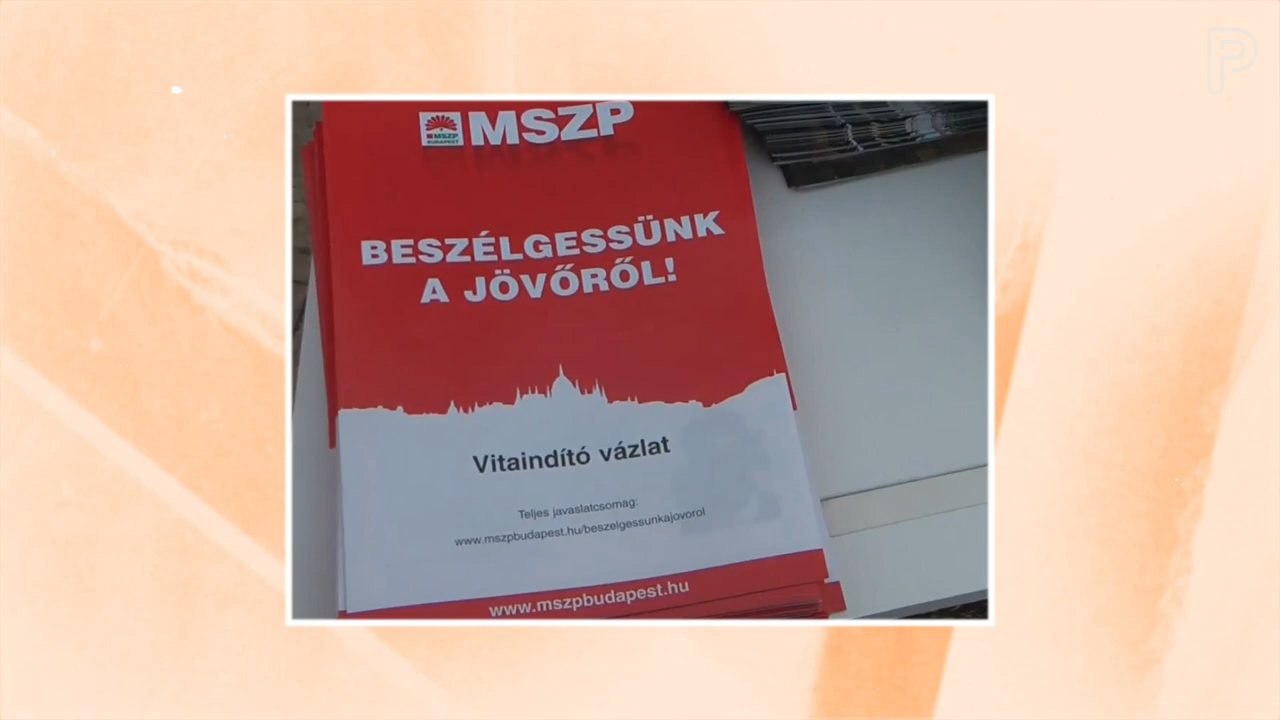 MSZP
BUDAPEST
MSZP
BESZÉLGESSÜNK
A JÖVŐRŐL!
Vitaindító vázlat
Teljes javaslatcsomag:
www.mszpbudapest.hu/beszelgessunkajovorol
www.mszpbudapest.hu
P